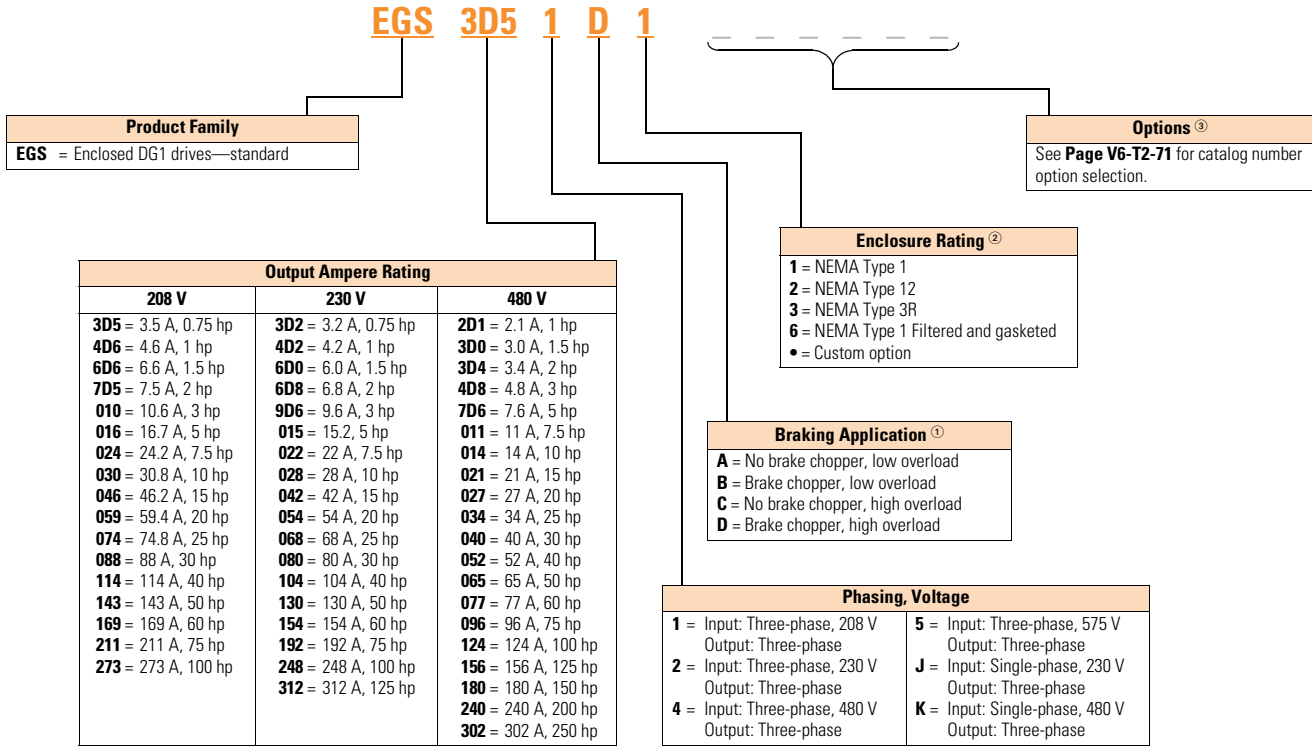 EGS 3D5 1 D 1 _ _ _ _ _ _
Product Family
EGS = Enclosed DG1 drives—standard
Options ③
See Page V6-T2-71 for catalog number
option selection.
Enclosure Rating ②
1 = NEMA Type 1
2 = NEMA Type 12
3 = NEMA Type 3R
6 = NEMA Type 1 Filtered and gasketed
• = Custom option
Output Ampere Rating
208 V 230 V 480 V
3D5 = 3.5 A, 0.75 hp 3D2 = 3.2 A, 0.75 hp 2D1 = 2.1 A, 1 hp
4D6 = 4.6 A, 1 hp 4D2 = 4.2 A, 1 hp 3D0 = 3.0 A, 1.5 hp
6D6 = 6.6 A, 1.5 hp 6D0 = 6.0 A, 1.5 hp 3D4 = 3.4 A, 2 hp
7D5 = 7.5 A, 2 hp 6D8 = 6.8 A, 2 hp 4D8 = 4.8 A, 3 hp
010 = 10.6 A, 3 hp 9D6 = 9.6 A, 3 hp 7D6 = 7.6 A, 5 hp
016 = 16.7 A, 5 hp 015 = 15.2, 5 hp 011 = 11 A, 7.5 hp
024 = 24.2 A, 7.5 hp 022 = 22 A, 7.5 hp 014 = 14 A, 10 hp
030 = 30.8 A, 10 hp 028 = 28 A, 10 hp 021 = 21 A, 15 hp
046 = 46.2 A, 15 hp 042 = 42 A, 15 hp 027 = 27 A, 20 hp
059 = 59.4 A, 20 hp 054 = 54 A, 20 hp 034 = 34 A, 25 hp
074 = 74.8 A, 25 hp 068 = 68 A, 25 hp 040 = 40 A, 30 hp
088 = 88 A, 30 hp 080 = 80 A, 30 hp 052 = 52 A, 40 hp
114 = 114 A, 40 hp 104 = 104 A, 40 hp 065 = 65 A, 50 hp
143 = 143 A, 50 hp 130 = 130 A, 50 hp 077 = 77 A, 60 hp
169 = 169 A, 60 hp 154 = 154 A, 60 hp 096 = 96 A, 75 hp
211 = 211 A, 75 hp 192 = 192 A, 75 hp 124 = 124 A, 100 hp
273 = 273 A, 100 hp 248 = 248 A, 100 hp 156 = 156 A, 125 hp
312 = 312 A, 125 hp 180 = 180 A, 150 hp
240 = 240 A, 200 hp
302 = 302 A, 250 hp
Braking Application ①
A = No brake chopper, low overload
B = Brake chopper, low overload
C = No brake chopper, high overload
D = Brake chopper, high overload
Phasing, Voltage
1 = Input: Three-phase, 208 V
Output: Three-phase
2 = Input: Three-phase, 230 V
Output: Three-phase
4 = Input: Three-phase, 480 V
Output: Three-phase
5 = Input: Three-phase, 575 V
Output: Three-phase
J = Input: Single-phase, 230 V
Output: Three-phase
K = Input: Single-phase, 480 V
Output: Three-phase